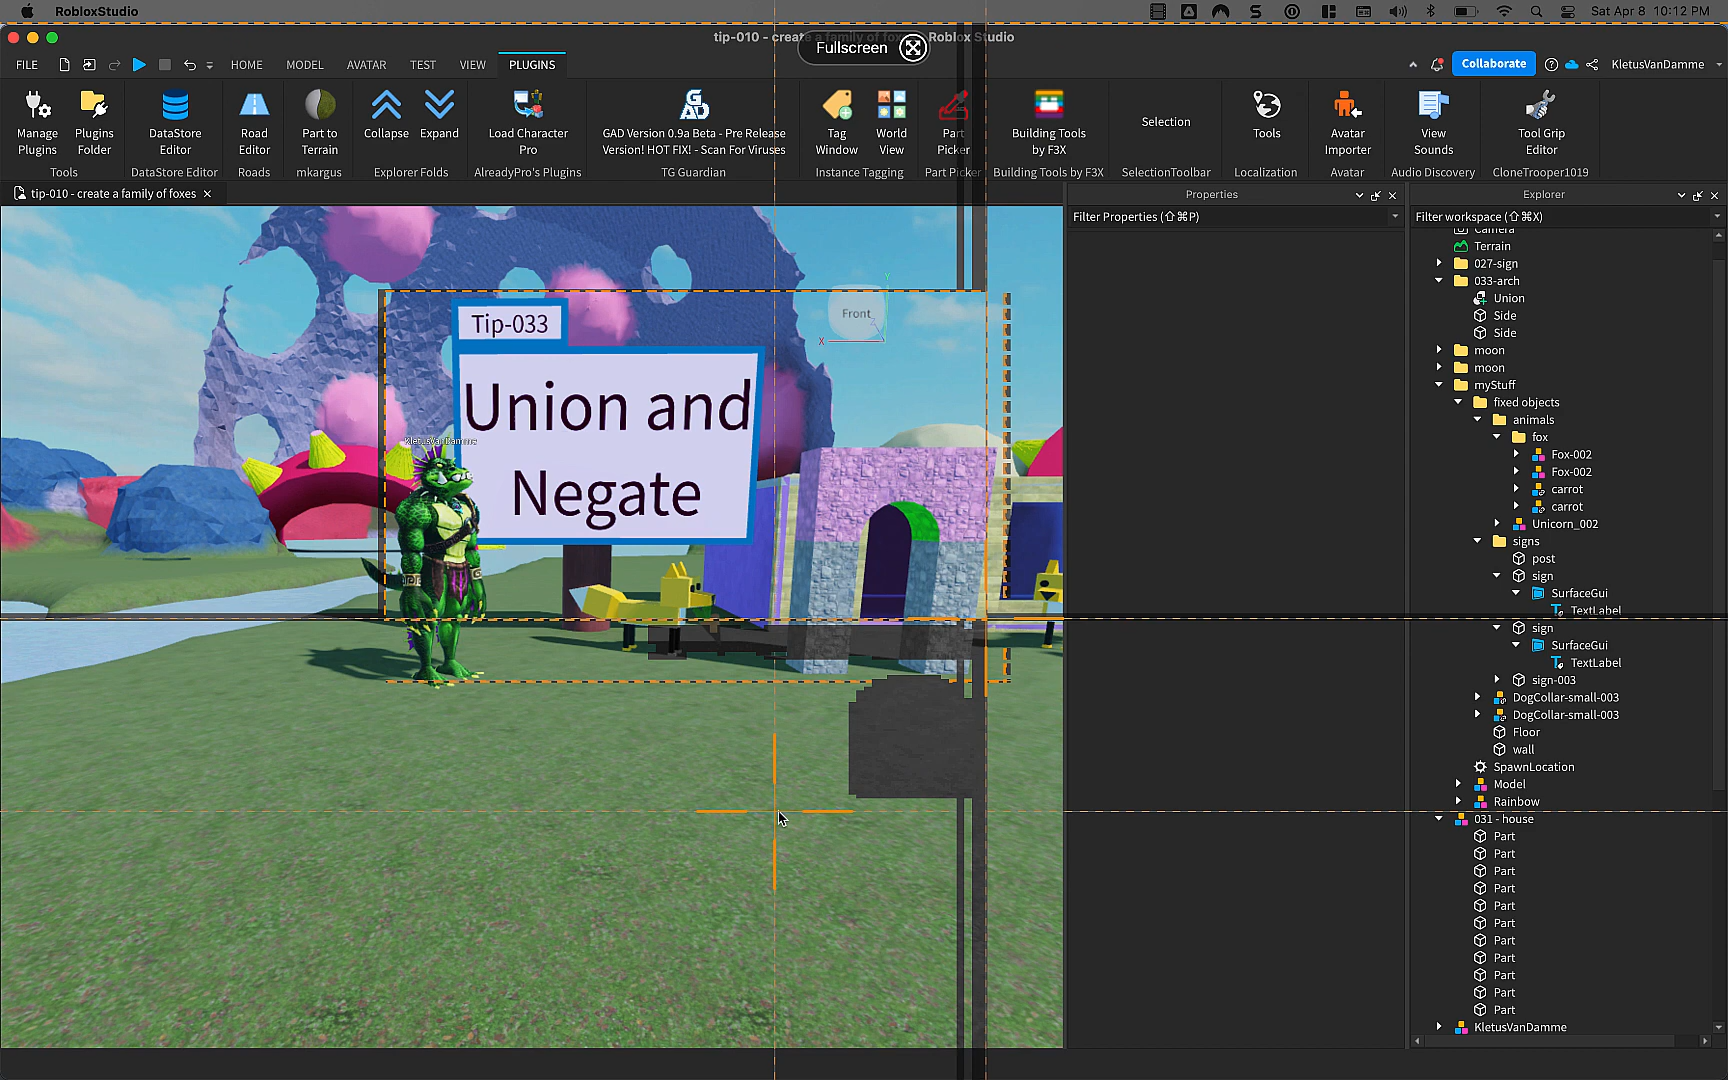 RobloxStudio
Sat Apr 8 10:12 PM
tip-010 - create a family of foxes - Roblox Studio
Fullscreen
FILE
HOME
MODEL
AVATAR
TEST
VIEW
PLUGINS
Collaborate
KletusVanDamme
Manage
Plugins
Plugins
Folder
Tools
DataStore
Editor
DataStore Editor
Road
Editor
Roads
Part to
Terrain
mkargus
Collapse
Expand
Explorer Folds
Load Character
Pro
AlreadyPro's Plugins
GAD Version 0.9a Beta - Pre Release
Version! HOT FIX! - Scan For Viruses
TG Guardian
Tag
Window
World
View
Instance Tagging
Part
Picker
Part Picker
Building Tools
by F3X
Building Tools by F3X
Selection
SelectionToolbar
Tools
Localization
Avatar
Importer
Avatar
View
Sounds
Audio Discovery
Tool Grip
Editor
CloneTrooper1019
tip-010 - create a family of foxes
Tip-033
Union and
Negate
KletusVanDamme
Front
X
Y
Z
Properties
Filter Properties (⇧⌘P)
Explorer
Filter workspace (⇧⌘X)
Camera
Terrain
027-sign
033-arch
Union
Side
Side
moon
moon
myStuff
fixed objects
animals
fox
Fox-002
Fox-002
carrot
carrot
Unicorn_002
signs
post
sign
SurfaceGui
TextLabel
sign
SurfaceGui
TextLabel
sign-003
DogCollar-small-003
DogCollar-small-003
Floor
wall
SpawnLocation
Model
Rainbow
031 - house
Part
Part
Part
Part
Part
Part
Part
Part
Part
Part
Part
KletusVanDamme